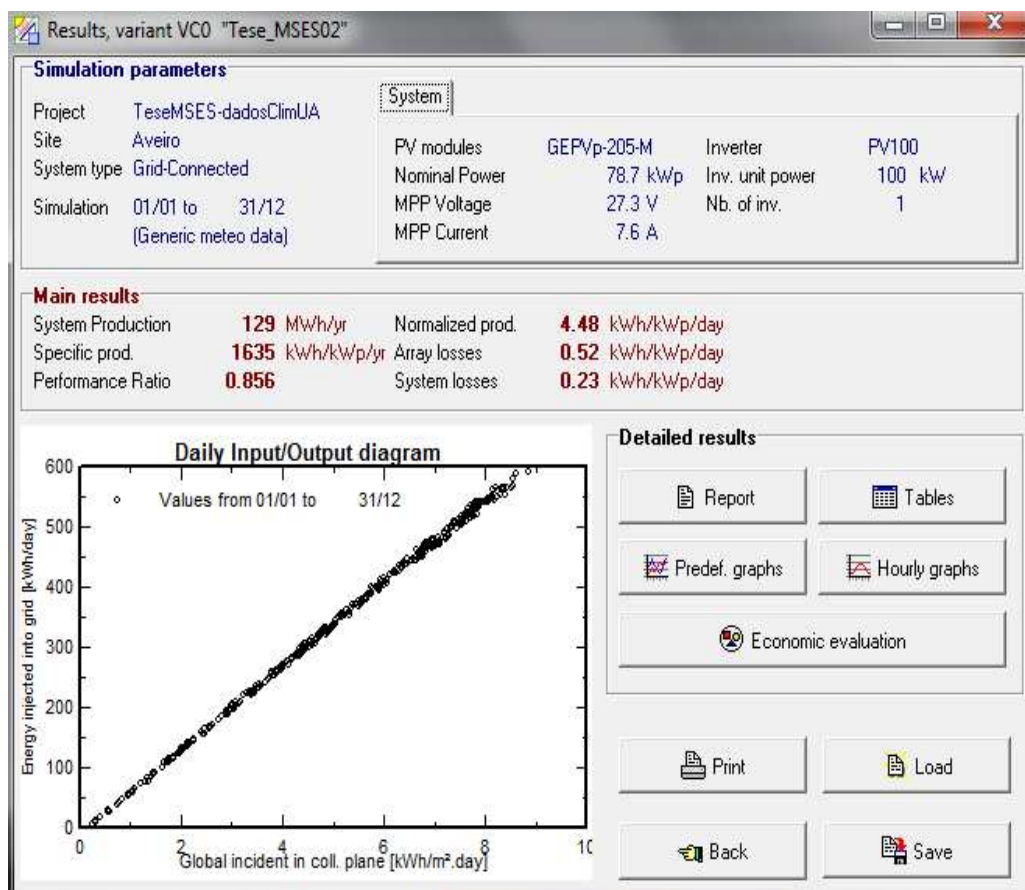 Results, variant VC0 "Tese_MSES02"
Simulation parameters
Project TeseMSES-dadosClimUA
Site Aveiro
System type Grid-Connected
Simulation 01/01 to 31/12
(Generic meteo data)
System
PV modules GEPVp-205-M Inverter PV100
Nominal Power 78.7 kWp Inv. unit power 100 kW
MPP Voltage 27.3 V Nb. of inv. 1
MPP Current 7.6 A
Main results
System Production 129 MWh/yr Normalized prod. 4.48 kWh/kWp/day
Specific prod. 1635 kWh/kWp/yr Array losses 0.52 kWh/kWp/day
Performance Ratio 0.856 System losses 0.23 kWh/kWp/day
Daily Input/Output diagram
Values from 01/01 to 31/12
Energy injected into grid [kWh/day]
600
500
400
300
200
100
0
0 2 4 6 8 10
Global incident in coll. plane [kWh/m².day]
Detailed results
Report Tables
Predef. graphs Hourly graphs
Economic evaluation
Print Load
Back Save